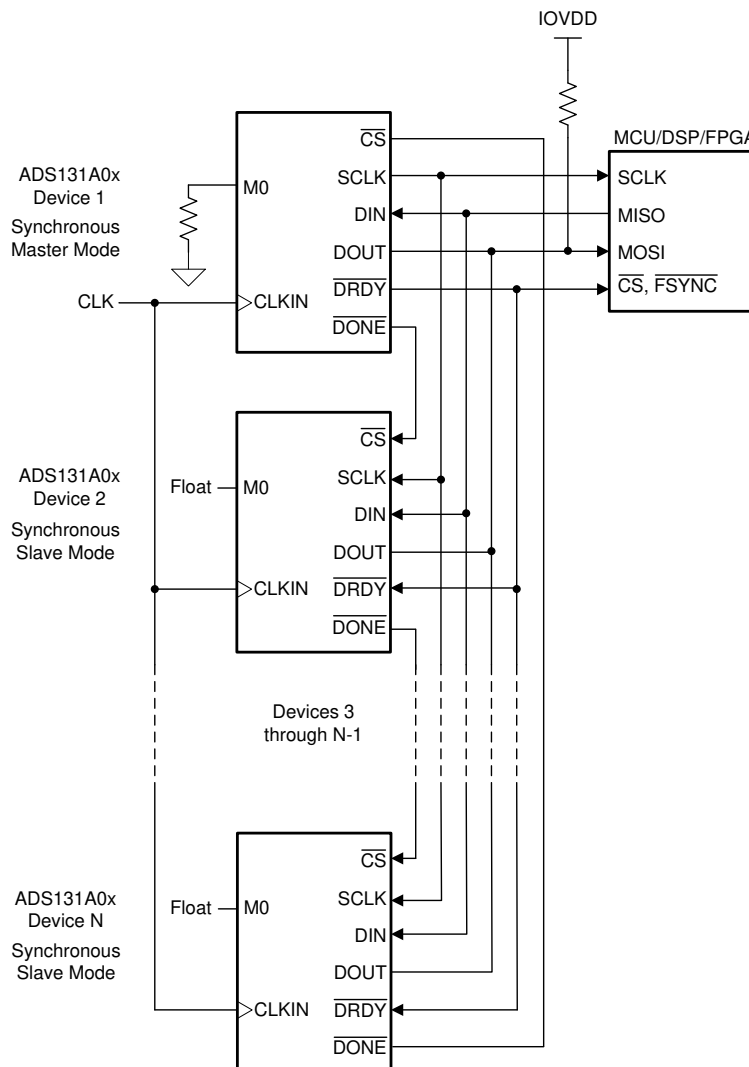 IOVDD
MCU/DSP/FPGA
SCLK
MISO
MOSI
CS, FSYNC
ADS131A0x
Device 1
Synchronous
Master Mode
M0
CS
SCLK
DIN
DOUT
DRDY
DONE
CLK
CLKIN
ADS131A0x
Device 2
Synchronous
Slave Mode
Float
M0
CS
SCLK
DIN
DOUT
DRDY
DONE
CLKIN
Devices 3
through N-1
ADS131A0x
Device N
Synchronous
Slave Mode
Float
M0
CS
SCLK
DIN
DOUT
DRDY
DONE
CLKIN